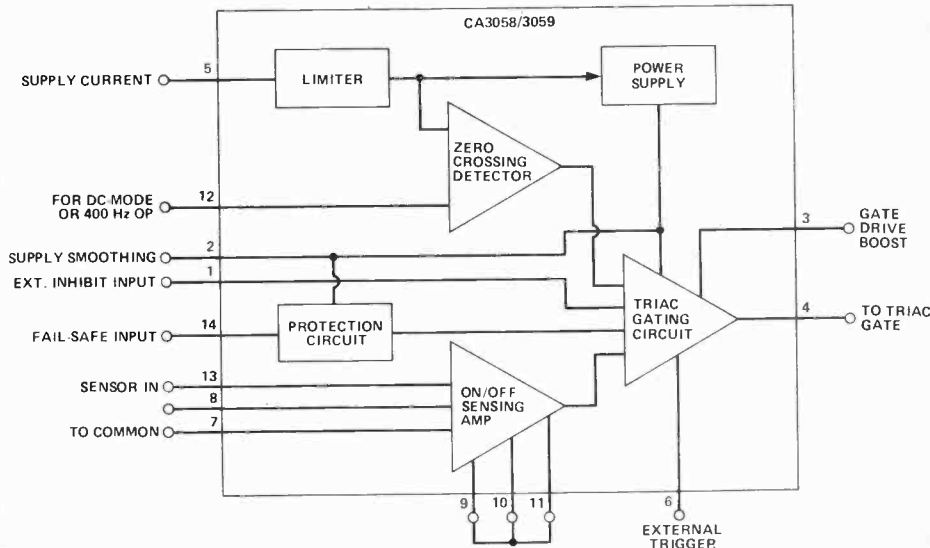 CA3058/3059
5
SUPPLY CURRENT
LIMITER
POWER
SUPPLY
ZERO
CROSSING
DETECTOR
12
FOR DC-MODE
OR 400 Hz OP
3
GATE
DRIVE
BOOST
2
SUPPLY SMOOTHING
1
EXT. INHIBIT INPUT
TRIAC
GATING
CIRCUIT
4
TO TRIAC
GATE
14
FAIL-SAFE INPUT
PROTECTION
CIRCUIT
13
SENSOR IN
8
7
TO COMMON
ON/OFF
SENSING
AMP
9
10
11
6
EXTERNAL
TRIGGER